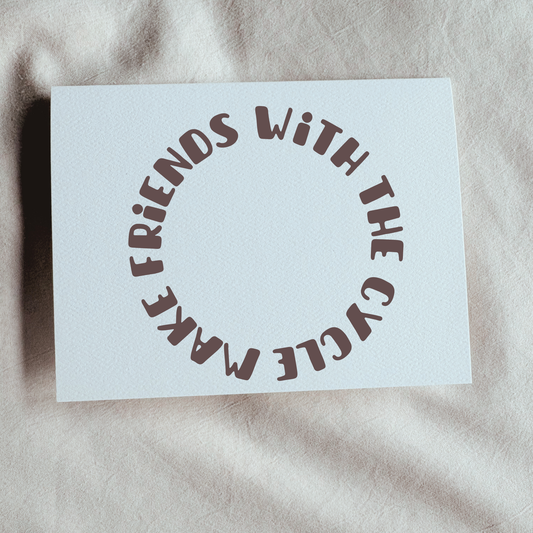 MAKE FRiENDS WiTH THE CYCLE